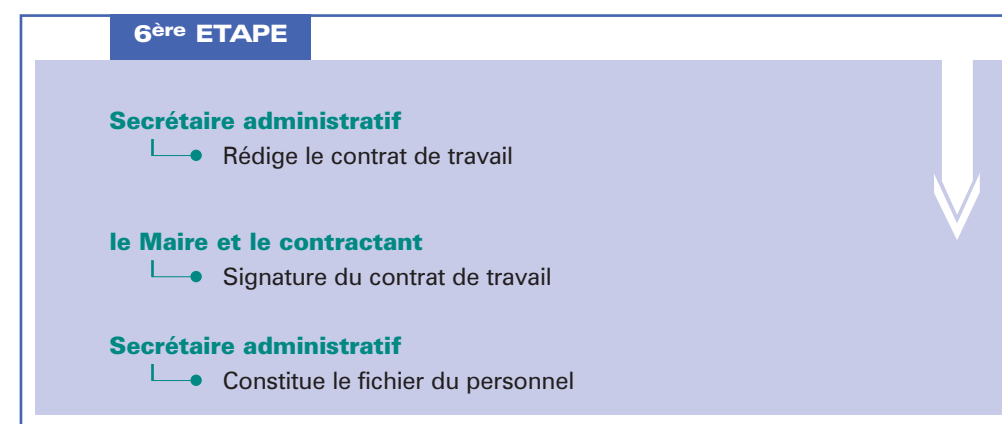 6ère ETAPE
Secrétaire administratif
Rédige le contrat de travail
le Maire et le contractant
Signature du contrat de travail
Secrétaire administratif
Constitue le fichier du personnel